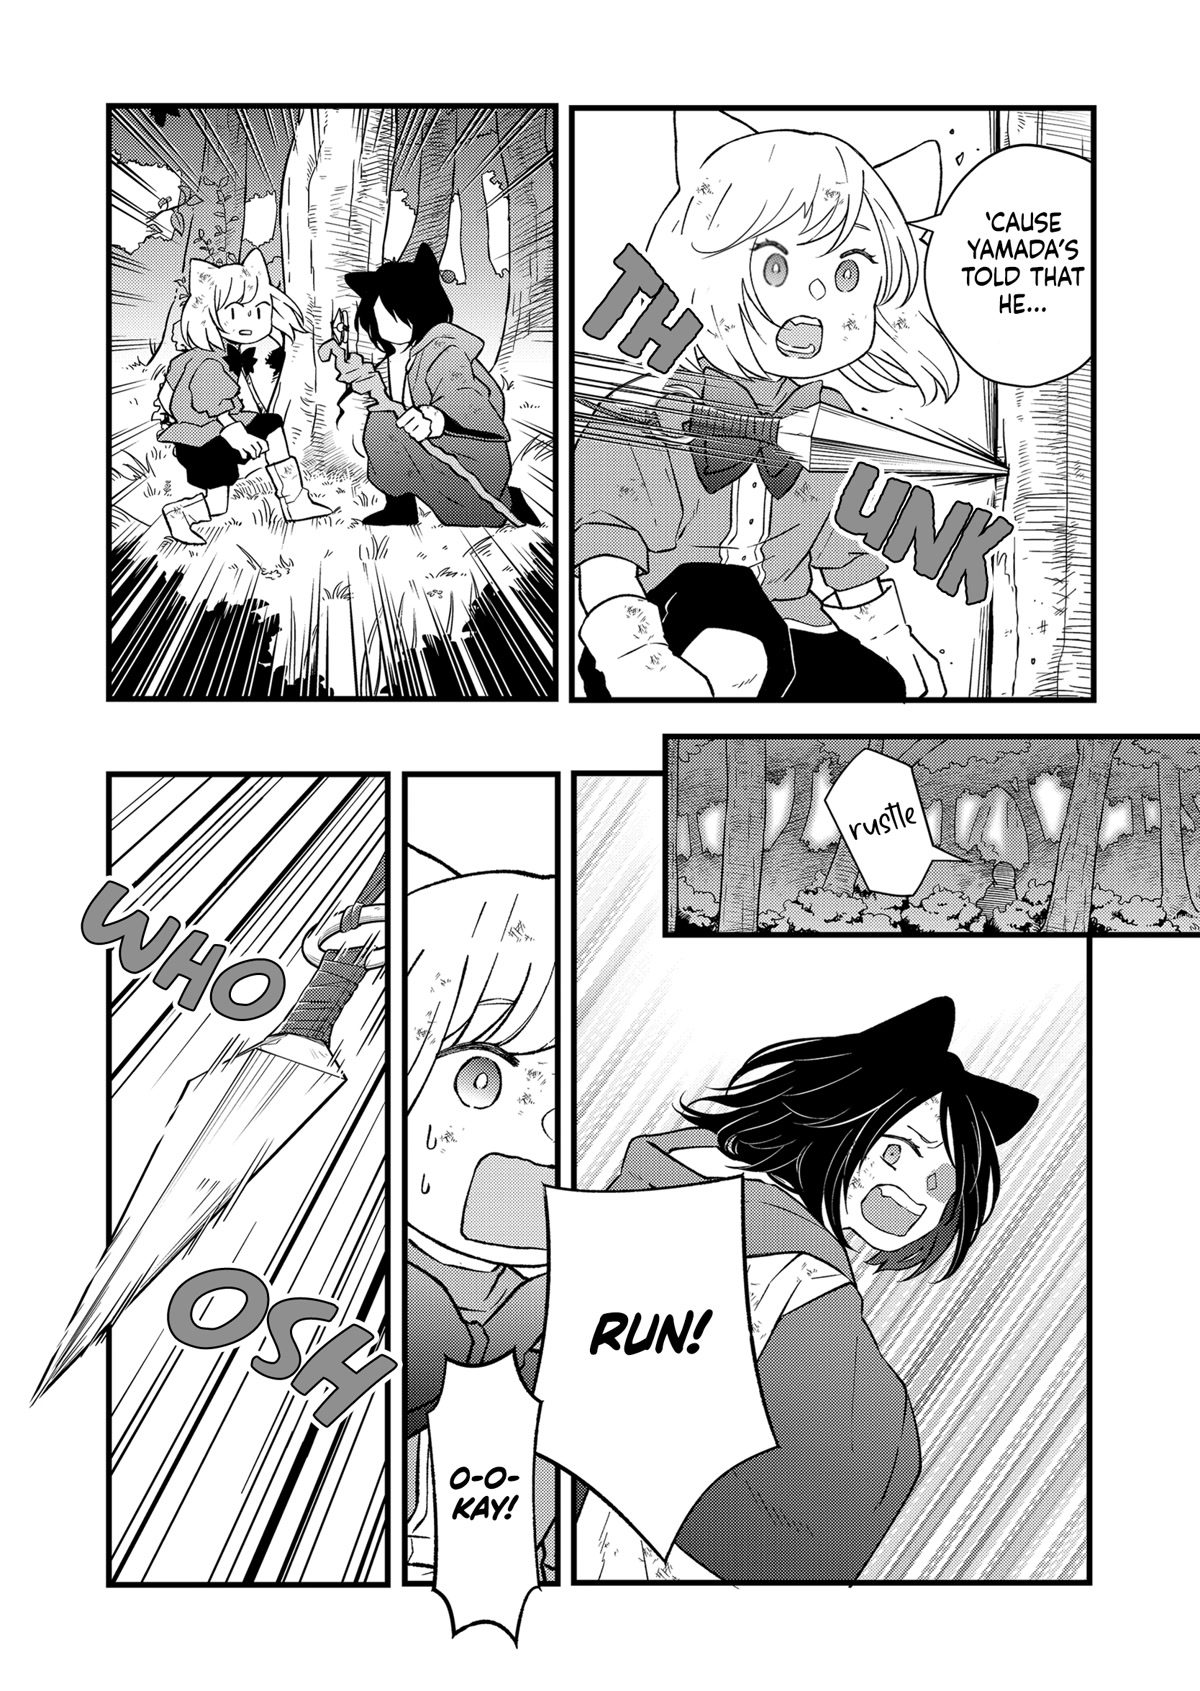 'CAUSE
YAMADA'S
TOLD THAT
HE...
TH
UNK
rustle
RUN!
O-O-
KAY!
WHO
OSH